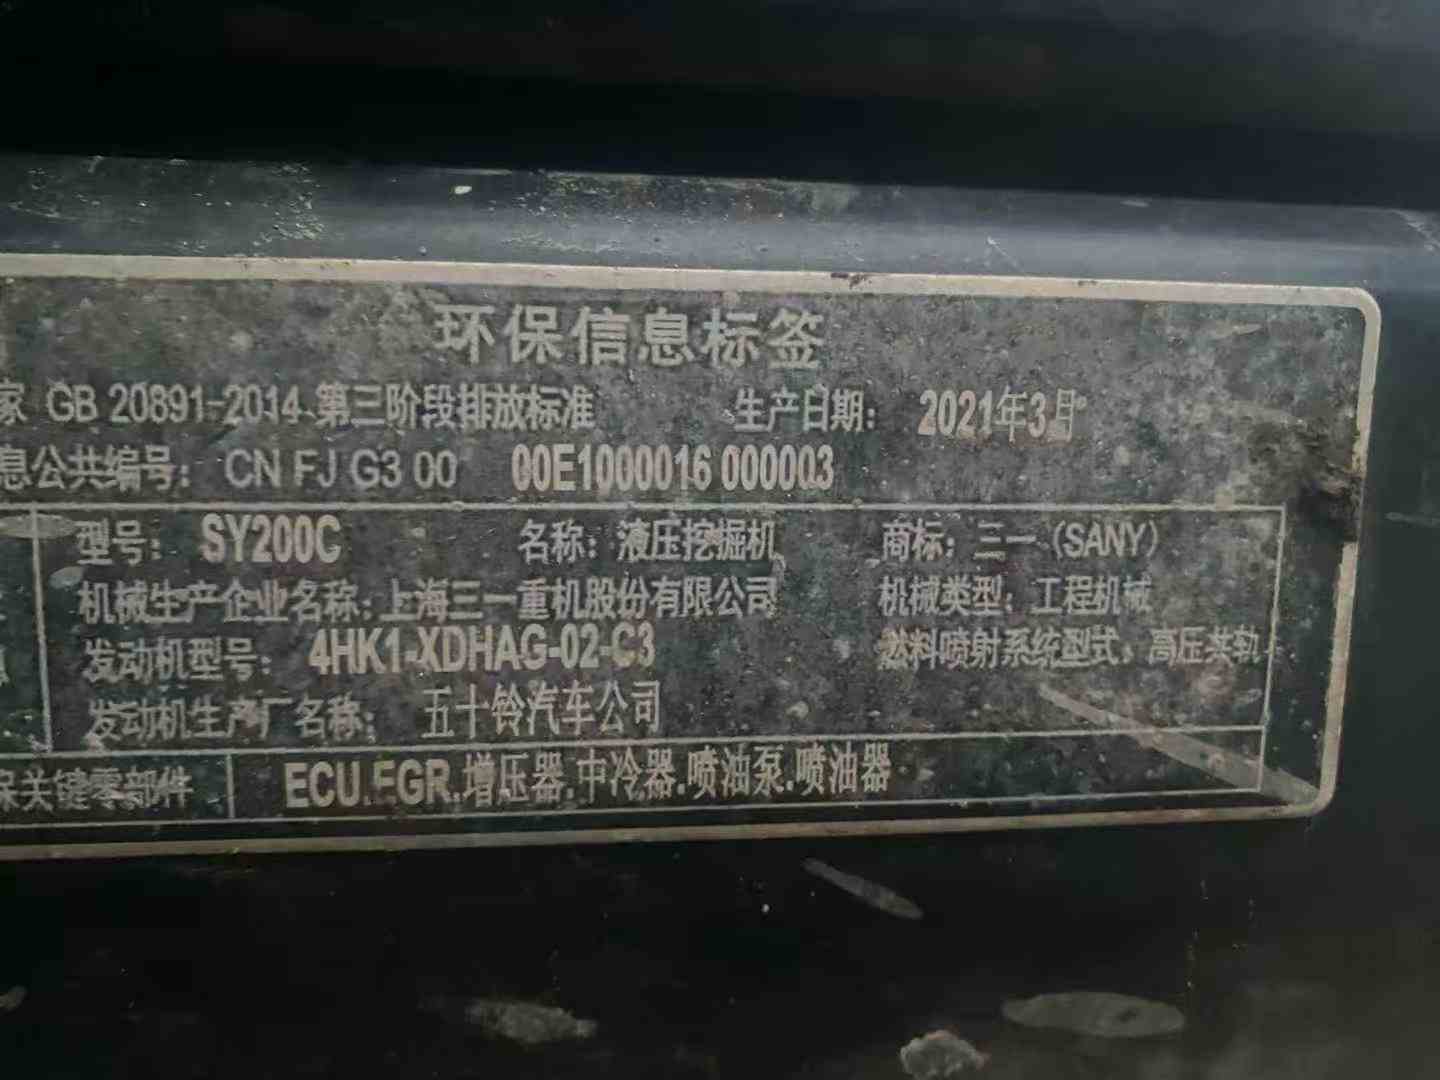 环保信息标签
家 GB 20891-2014 第三阶段排放标准 生产日期: 2021年3月
息公共编号: CN FJ G3 00 00E1000016 000003
型号: SY200C 名称: 液压挖掘机 商标: 三一 (SANY)
机械生产企业名称: 上海三一重机股份有限公司 机械类型: 工程机械
发动机型号: 4HK1-XDHAG-02-C3 燃料喷射系统型式: 高压共轨
发动机生产厂名称: 五十铃汽车公司
保关键零部件 ECU.EGR.增压器.中冷器.喷油泵.喷油器